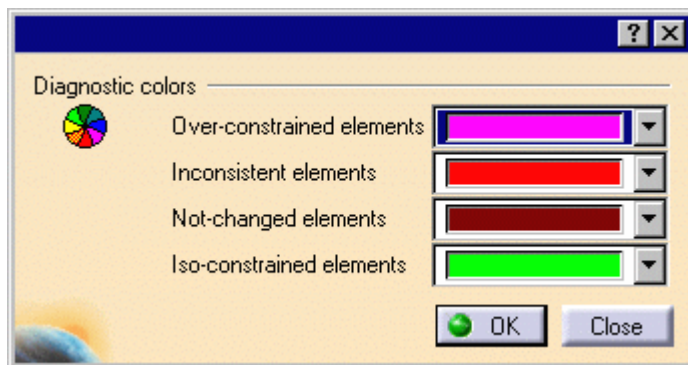 Diagnostic colors
Over-constrained elements
Inconsistent elements
Not-changed elements
Iso-constrained elements
OK Close